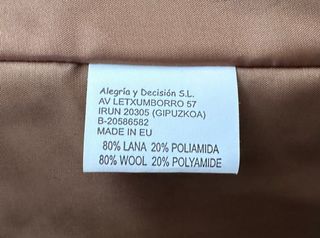 Alegría y Decisión S.L.
AV LETXUMBORRO 57
IRUN 20305 (GIPUZKOA)
B-20586582
MADE IN EU
80% LANA 20% POLIAMIDA
80% WOOL 20% POLYAMIDE